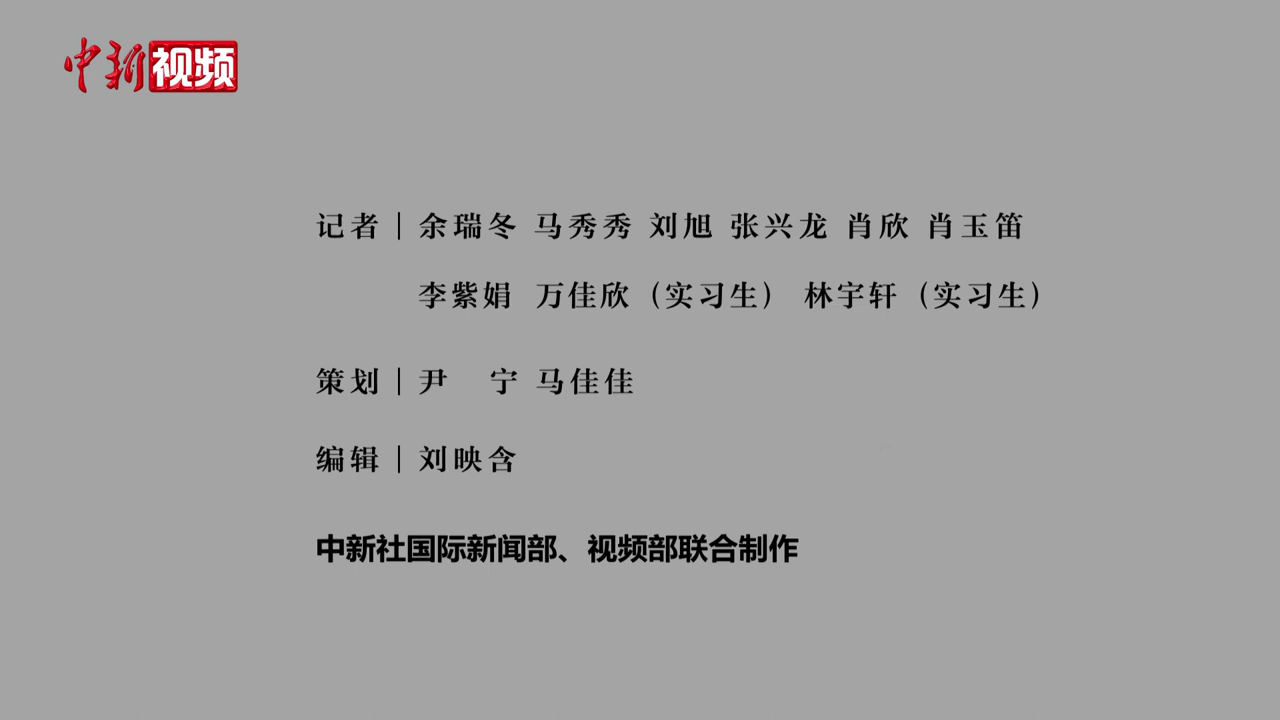 中新视频
记者｜余瑞冬 马秀秀 刘旭 张兴龙 肖欣 肖玉笛
李紫娟 万佳欣（实习生） 林宇轩（实习生）
策划｜尹　宁 马佳佳
编辑｜刘映含
中新社国际新闻部、视频部联合制作